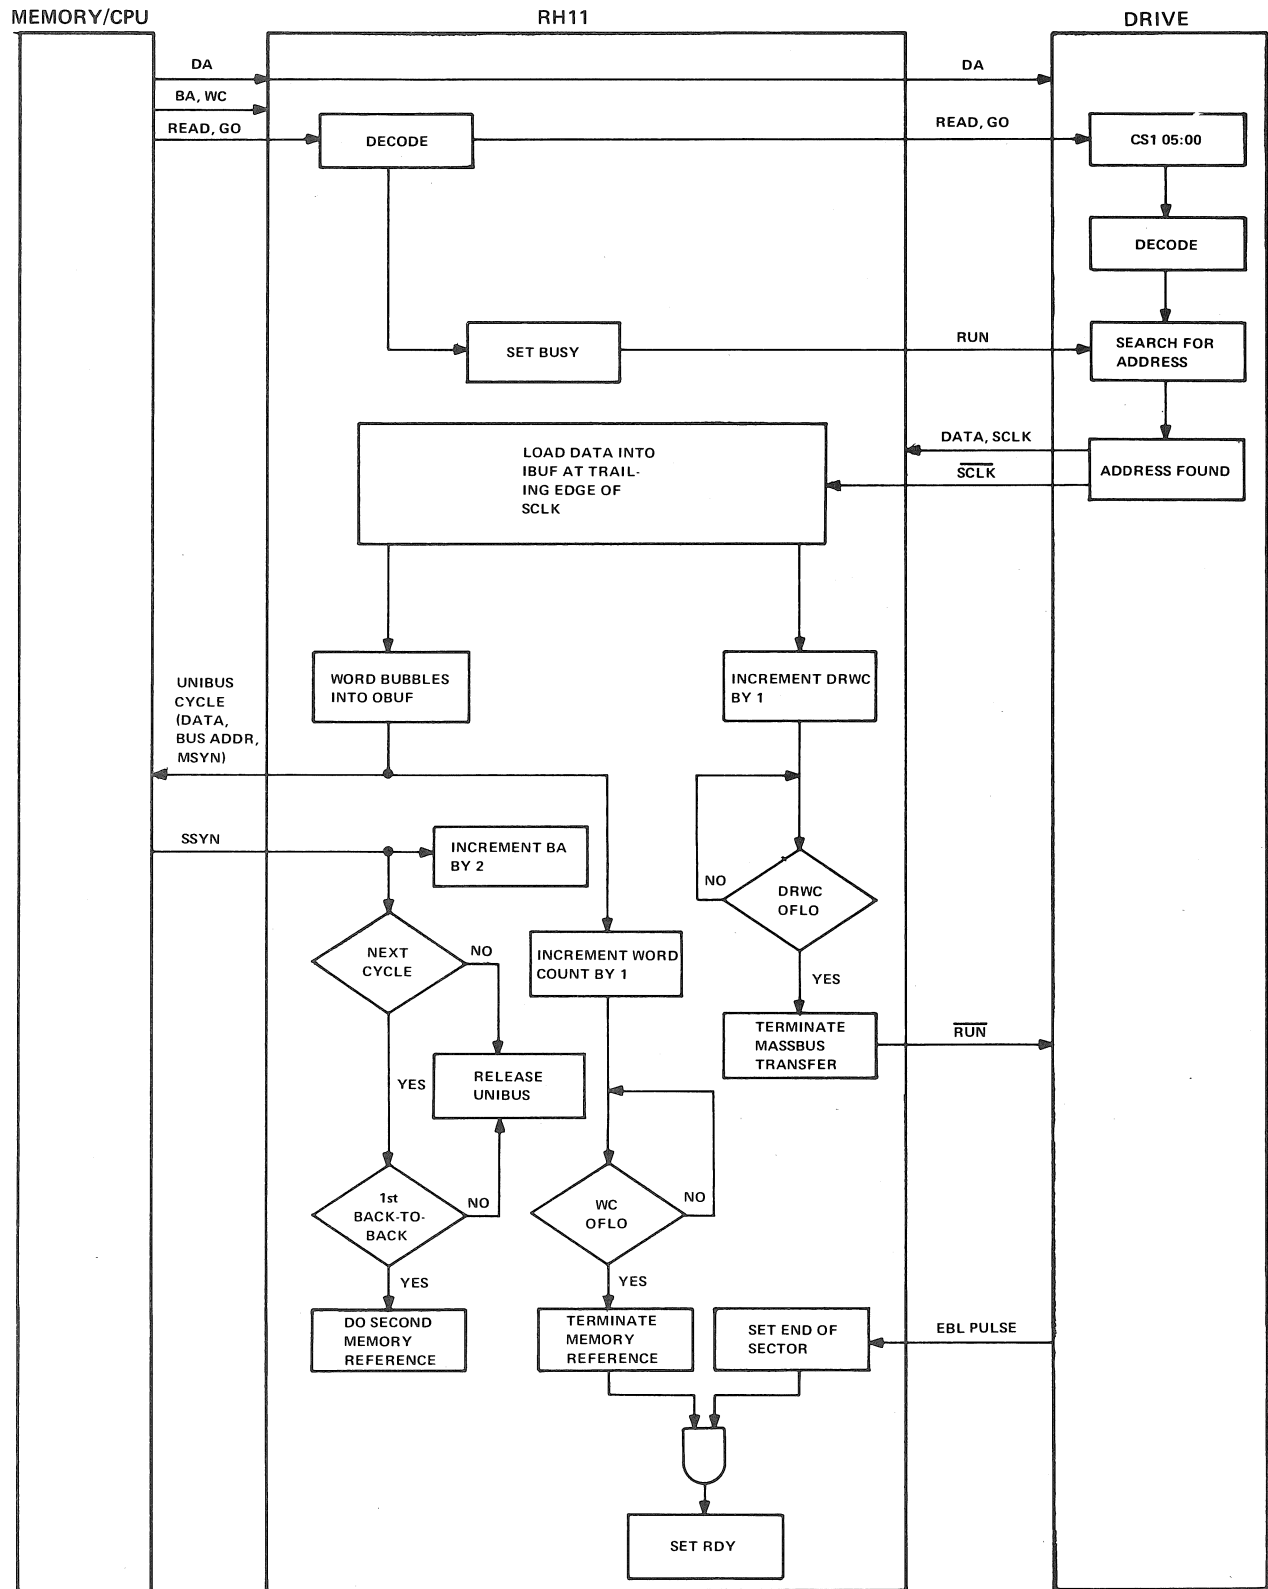 MEMORY/CPU
RH11
DRIVE
DA
DA
BA, WC
READ, GO
DECODE
READ, GO
CS1 05:00
DECODE
SET BUSY
RUN
SEARCH FOR
ADDRESS
LOAD DATA INTO
IBUF AT TRAIL-
ING EDGE OF
SCLK
DATA, SCLK
SCLK
ADDRESS FOUND
WORD BUBBLES
INTO OBUF
INCREMENT DRWC
BY 1
UNIBUS
CYCLE
(DATA,
BUS ADDR,
MSYN)
SSYN
INCREMENT BA
BY 2
NO
DRWC
OFLO
YES
NEXT
CYCLE
NO
INCREMENT WORD
COUNT BY 1
TERMINATE
MASSBUS
TRANSFER
RUN
YES
RELEASE
UNIBUS
1st
BACK-TO-
BACK
NO
WC
OFLO
NO
YES
YES
DO SECOND
MEMORY
REFERENCE
TERMINATE
MEMORY
REFERENCE
SET END OF
SECTOR
EBL PULSE
SET RDY